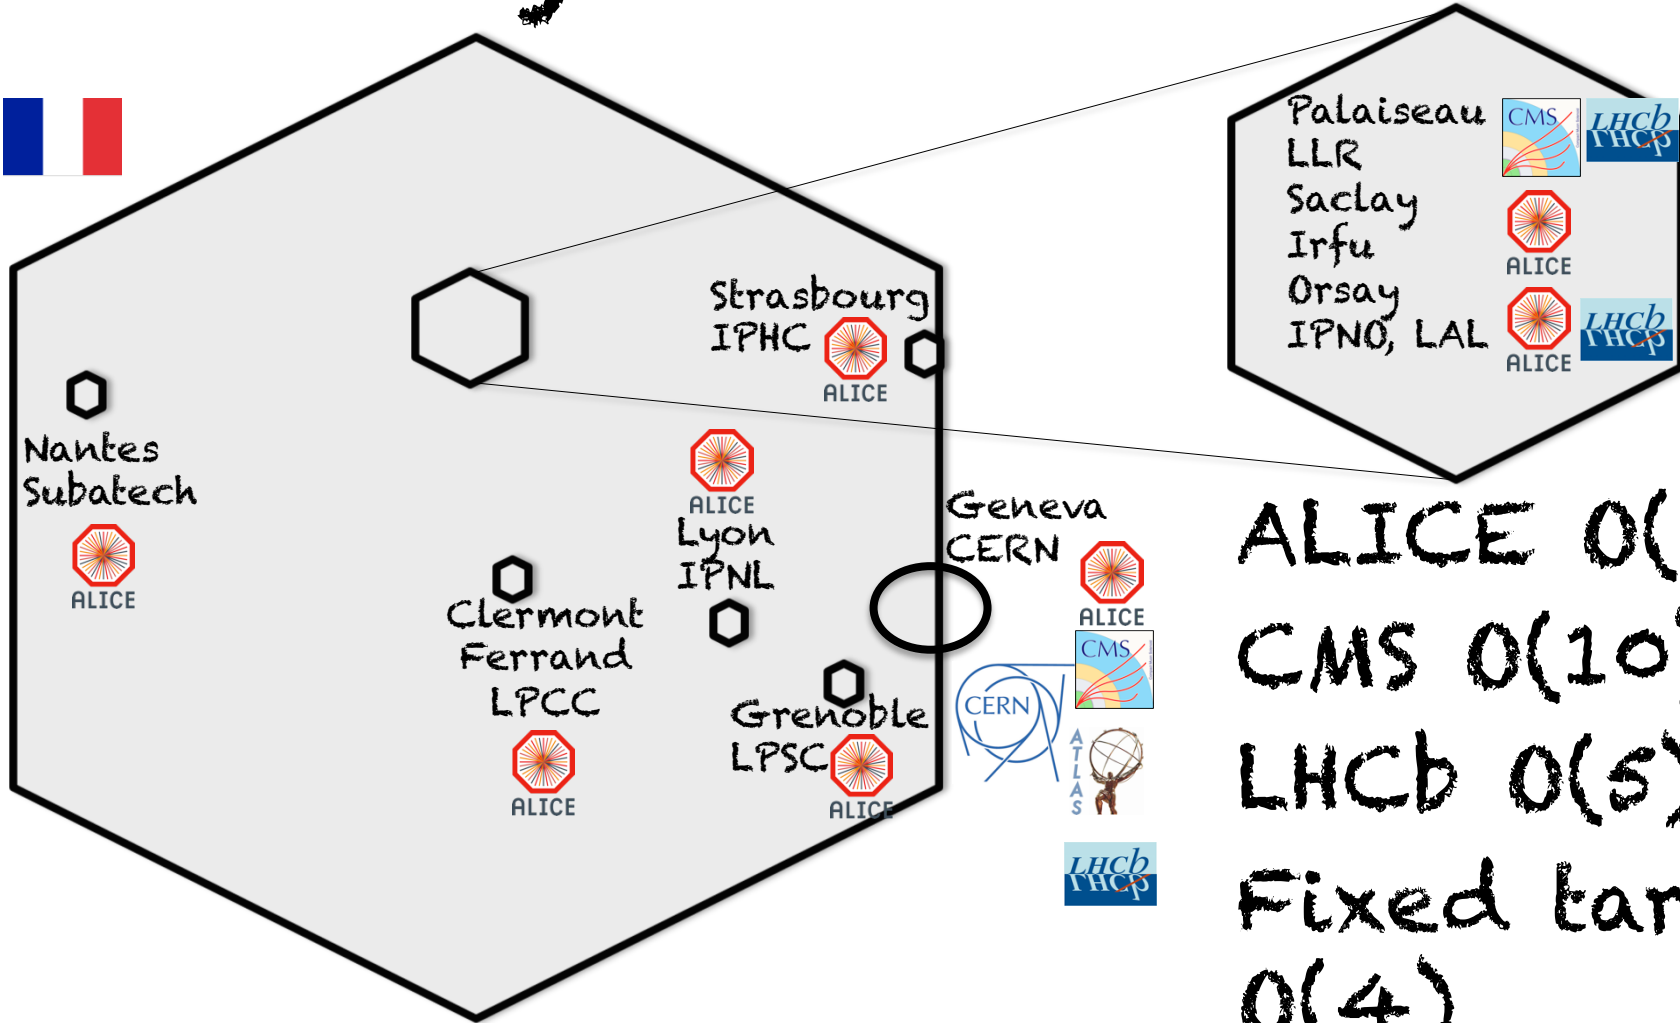 Palaiseau
LLR
Saclay
Irfu
Orsay
IPNO, LAL
CMS
LHCb
ALICE
ALICE
LHCb
Strasbourg
IPHC
ALICE
Nantes
Subatech
ALICE
ALICE
Lyon
IPNL
Clermont
Ferrand
LPCC
ALICE
Grenoble
LPSC
ALICE
Geneva
CERN
ALICE
CMS
CERN
ATLAS
LHCb
ALICE O(
CMS O(10)
LHCb O(5)
Fixed tar
O(4)